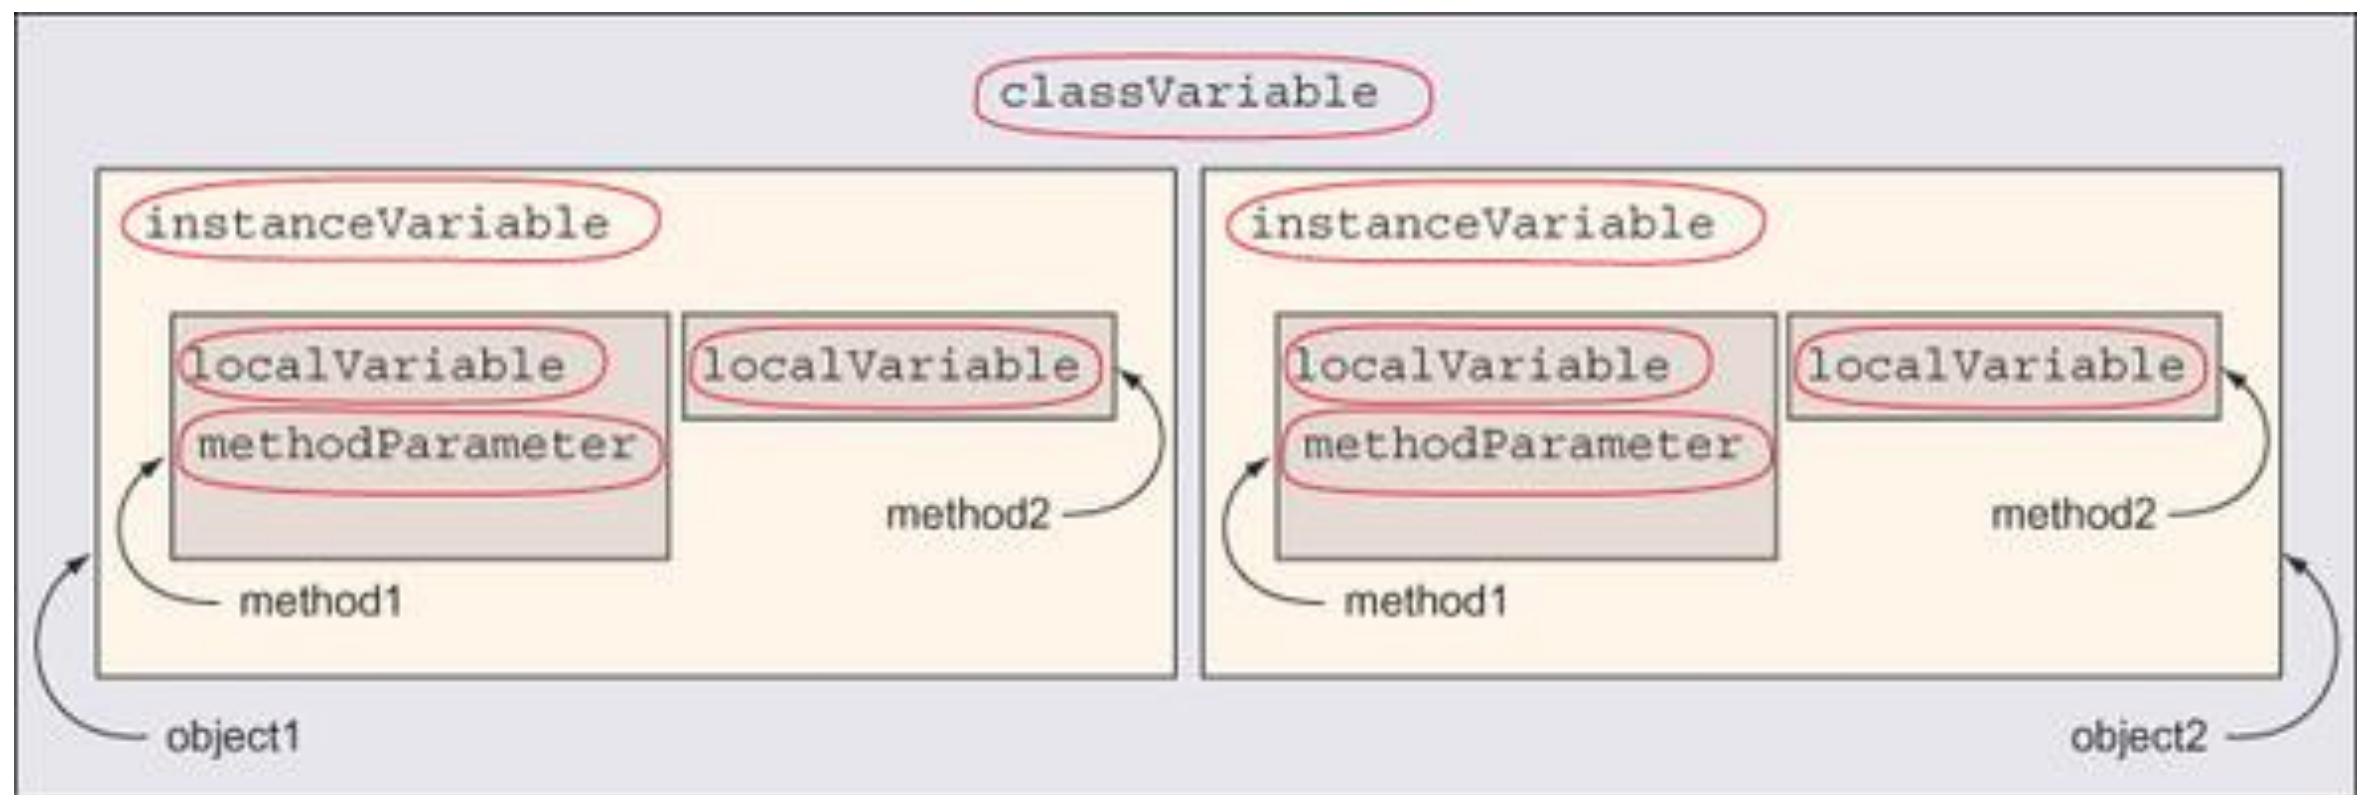 classVariable
instanceVariable
localVariable
methodParameter
localVariable
method2
method1
object1
instanceVariable
localVariable
methodParameter
localVariable
method2
method1
object2